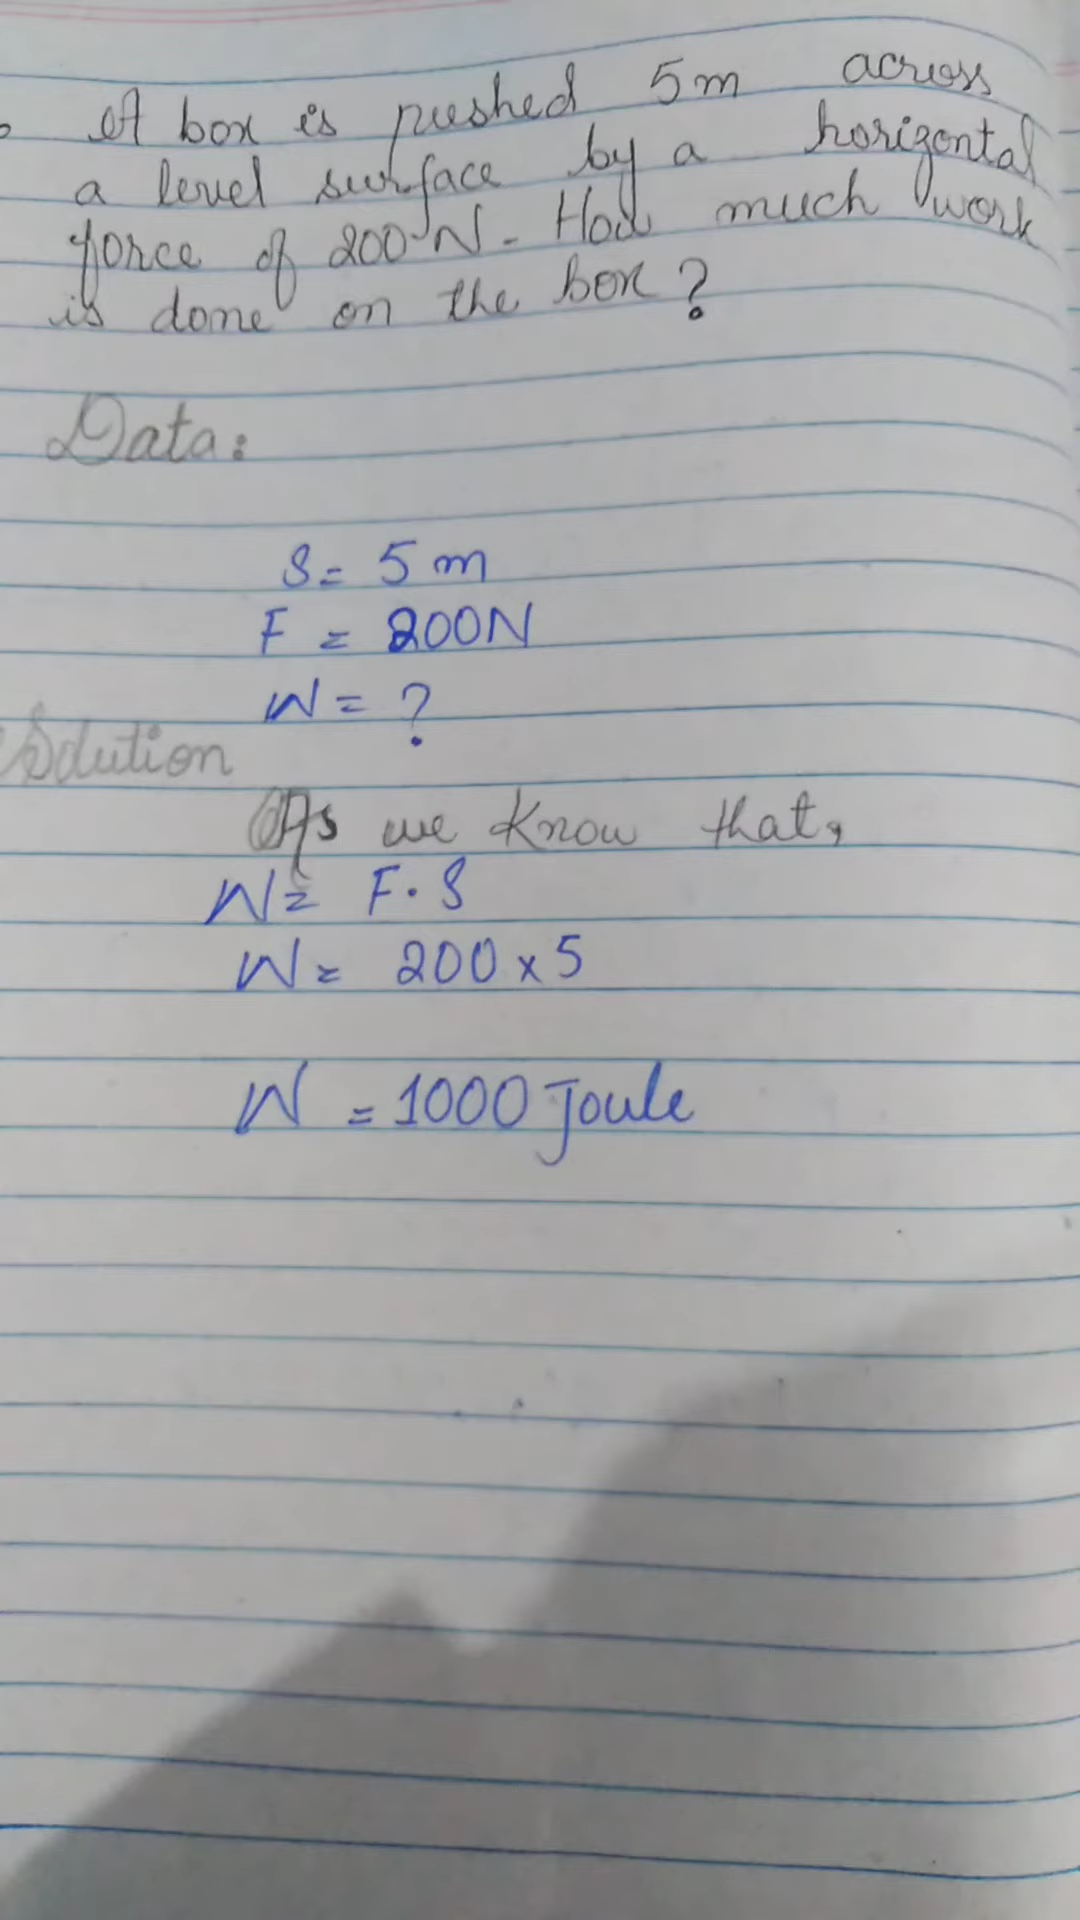 A box is pushed 5m across
a level surface by a horizontal
force of 200 N. How much work
is done on the box?
Data:
S = 5 m
F = 200N
W = ?
Solution
As we know that,
W = F . S
W = 200 x 5
W = 1000 Joule